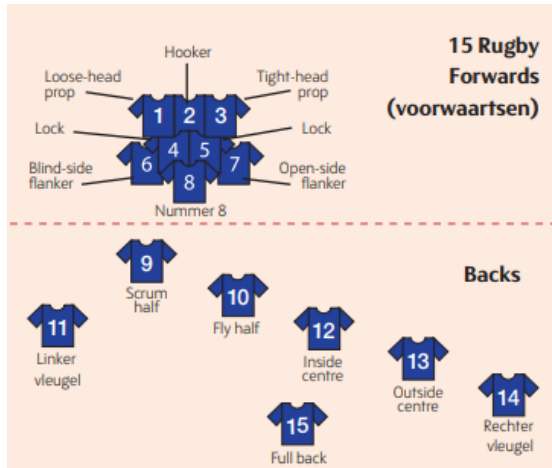 15 Rugby
Forwards
(voorwaartsen)
Hooker
Loose-head
prop
Tight-head
prop
1 2 3
Lock
Lock
4 5
6
7
Blind-side
flanker
Open-side
flanker
8
Nummer 8
Backs
9
Scrum
half
10
Fly half
11
Linker
vleugel
12
Inside
centre
13
Outside
centre
14
Rechter
vleugel
15
Full back